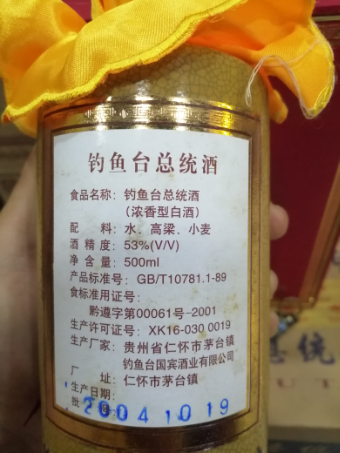 钓鱼台总统酒
食品名称：钓鱼台总统酒
（浓香型白酒）
配 料：水、高粱、小麦
酒 精 度：53%(V/V)
净 含 量：500ml
产品标准号：GB/T10781.1-89
食标准用证号：
黔遵字第00061号-2001
生产许可证号：XK16-030 0019
生产厂家：贵州省仁怀市茅台镇
钓鱼台国宾酒业有限公司
厂 址：仁怀市茅台镇
生产日期：
批
2004 10 19
统